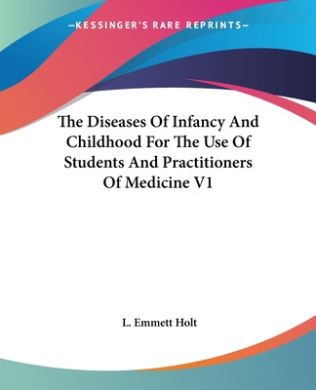 KESSINGER'S RARE REPRINTS
The Diseases Of Infancy And
Childhood For The Use Of
Students And Practitioners
Of Medicine V1
L. Emmett Holt